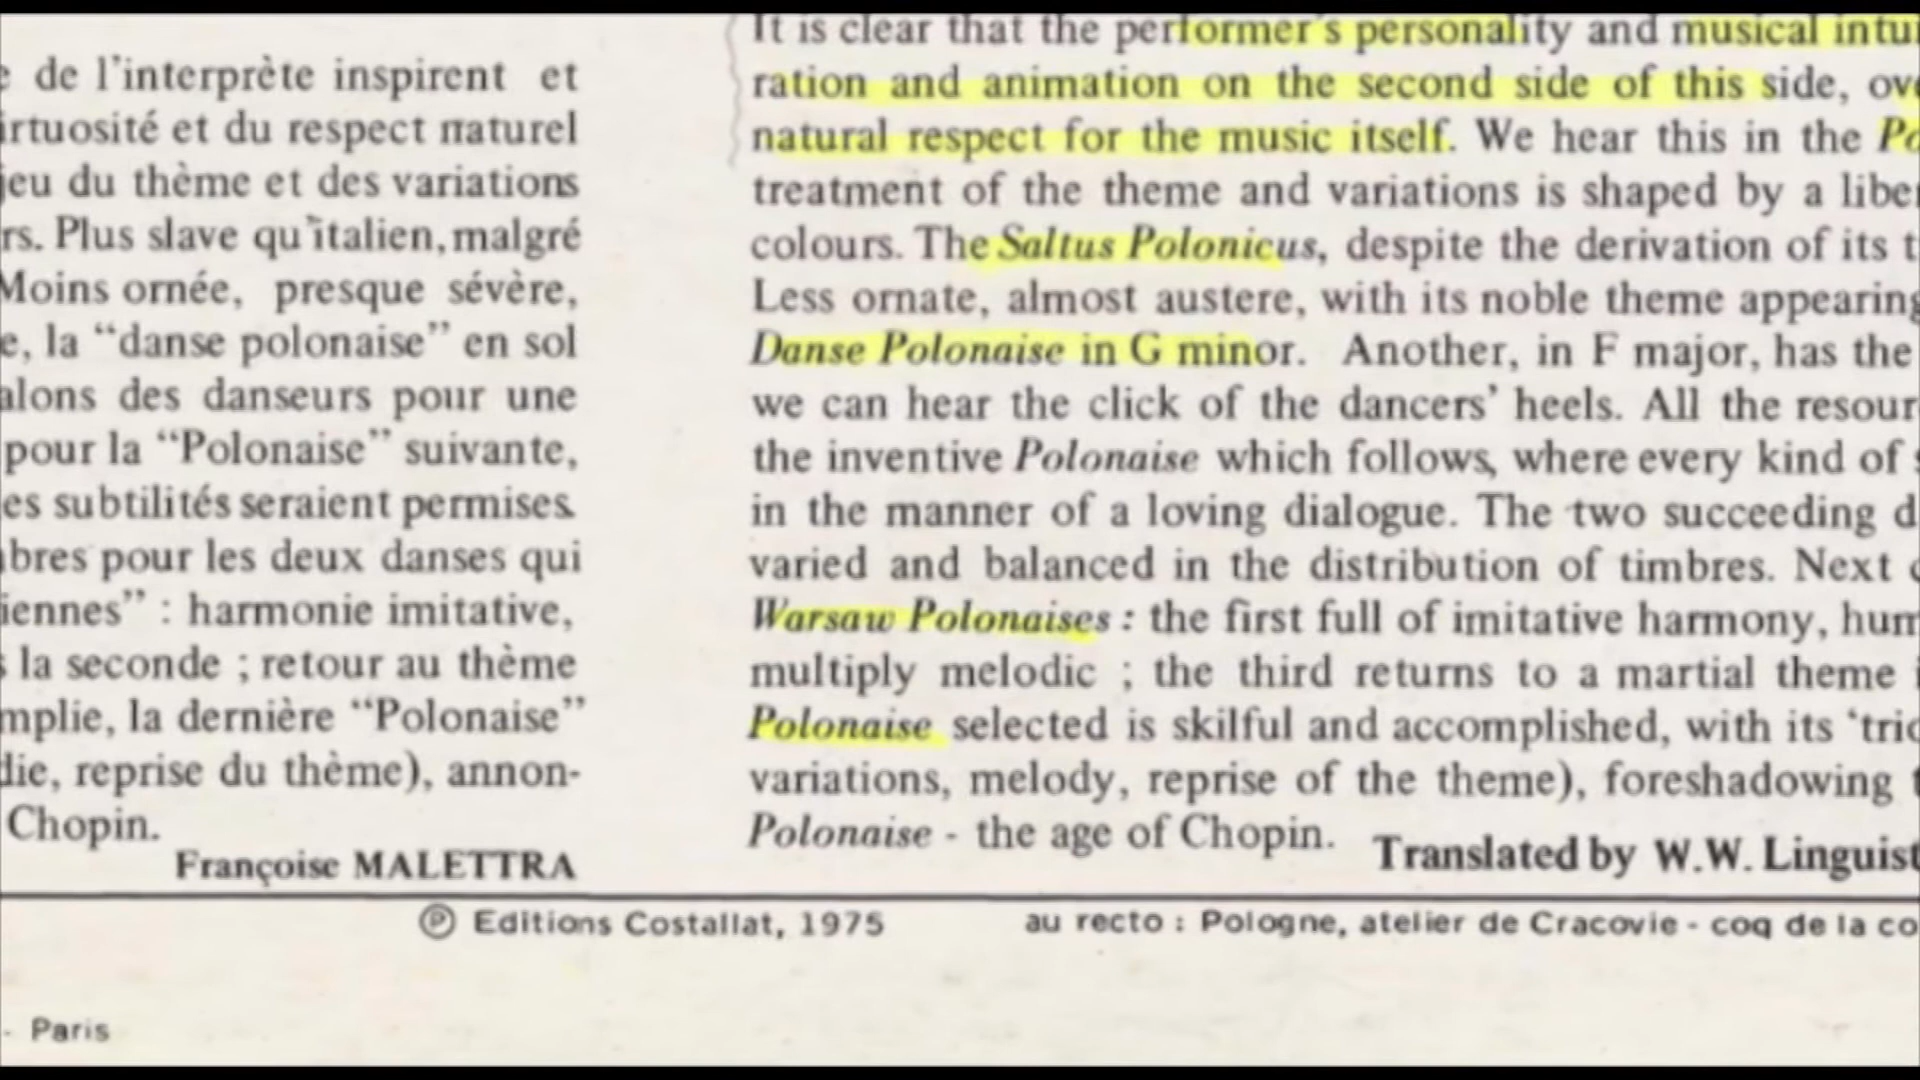 de l'interprète inspirent et
irtuosité et du respect naturel
jeu du thème et des variations
rs. Plus slave qu'italien, malgré
Moins ornée, presque sévère,
e, la “danse polonaise” en sol
alons des danseurs pour une
pour la “Polonaise” suivante,
es subtilités seraient permises.
bres pour les deux danses qui
iennes” : harmonie imitative,
la seconde ; retour au thème
mplie, la dernière “Polonaise”
die, reprise du thème), annon-
Chopin.
Françoise MALETTRA
It is clear that the performer's personality and musical intui
ration and animation on the second side of this side, ove
natural respect for the music itself. We hear this in the Po
treatment of the theme and variations is shaped by a liber
colours. The Saltus Polonicus, despite the derivation of its t
Less ornate, almost austere, with its noble theme appearing
Danse Polonaise in G minor. Another, in F major, has the
we can hear the click of the dancers' heels. All the resour
the inventive Polonaise which follows, where every kind of s
in the manner of a loving dialogue. The two succeeding d
varied and balanced in the distribution of timbres. Next
Warsaw Polonaises : the first full of imitative harmony, hum
multiply melodic ; the third returns to a martial theme
Polonaise selected is skilful and accomplished, with its ‘tric
variations, melody, reprise of the theme), foreshadowing t
Polonaise - the age of Chopin.
Translated by W.W. Linguist
℗ Editions Costallat, 1975
au recto : Pologne, atelier de Cracovie - coq de la co
- Paris